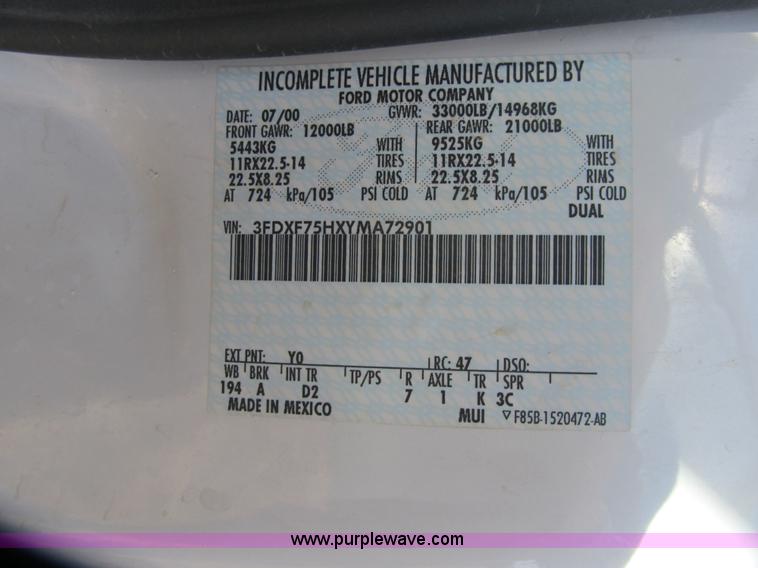 INCOMPLETE VEHICLE MANUFACTURED BY
FORD MOTOR COMPANY
DATE: 07/00 GVWR: 33000LB/14968KG
FRONT GAWR: 12000LB REAR GAWR: 21000LB
5443KG WITH 9525KG WITH
11RX22.5-14 TIRES 11RX22.5-14 TIRES
22.5X8.25 RIMS 22.5X8.25 RIMS
AT 724 kPa/105 PSI COLD AT 724 kPa/105 PSI COLD
DUAL
VIN: 3FDXF75HXYMA72901
EXT PNT: YO RC: 47 DSO:
WB BRK INT TR TP/PS R AXLE TR SPR
194 A D2 7 1 K 3C
MADE IN MEXICO MUI ▽F85B-1520472-AB
www.purplewave.com